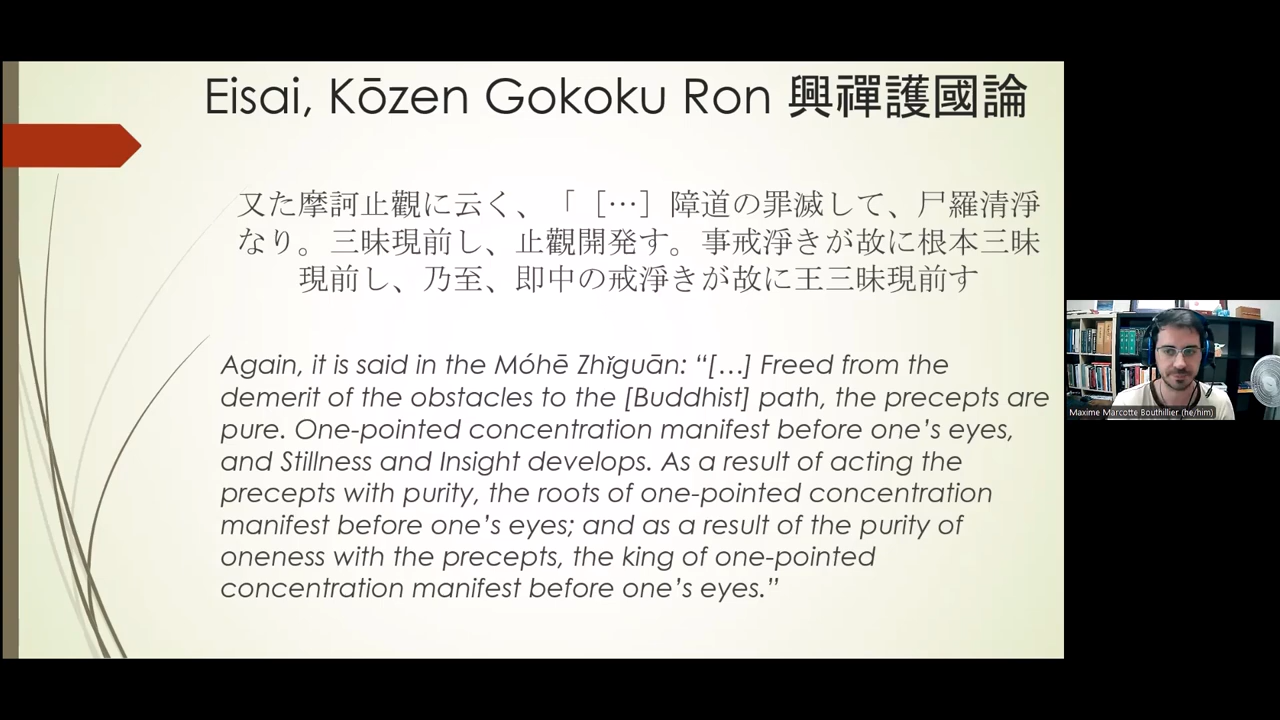 Eisai, Kōzen Gokoku Ron 興禪護國論
又た摩訶止觀に云く、「［…］障道の罪滅して、尸羅清淨
なり。三昧現前し、止觀開発す。事戒淨きが故に根本三昧
現前し、乃至、即中の戒淨きが故に王三昧現前す
Again, it is said in the Móhē Zhǐguān: “[…] Freed from the
demerit of the obstacles to the [Buddhist] path, the precepts are
pure. One-pointed concentration manifest before one’s eyes,
and Stillness and Insight develops. As a result of acting the
precepts with purity, the roots of one-pointed concentration
manifest before one’s eyes; and as a result of the purity of
oneness with the precepts, the king of one-pointed
concentration manifest before one’s eyes.”
Maxime Marcotte Bouthillier (he/him)